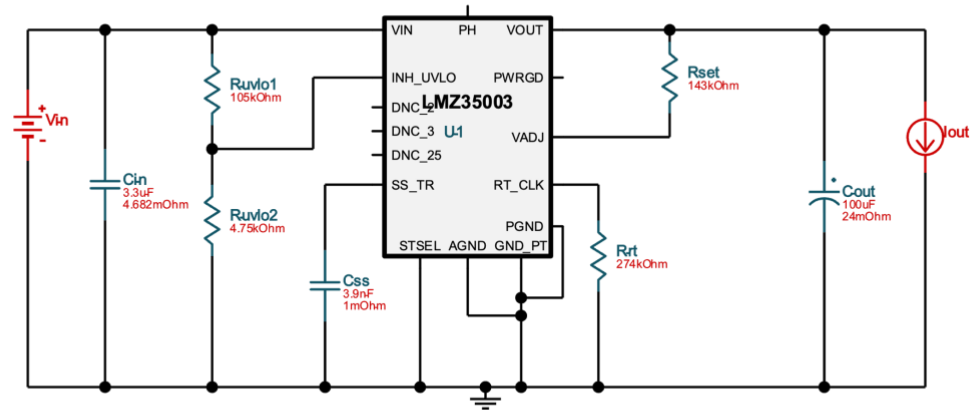 VIN
PH
VOUT
Ruvlo1
105kOhm
INH_UVLO
PWRGD
Rset
143kOhm
LMZ35003
DNC_2
DNC_3
U1
DNC_25
VADJ
+
Vin
-
Iout
Cin
3.3uF
4.682mOhm
SS_TR
RT_CLK
Cout
100uF
24mOhm
Ruvlo2
4.75kOhm
PGND
STSEL
AGND
GND_PT
Rrt
274kOhm
Css
3.9nF
1mOhm